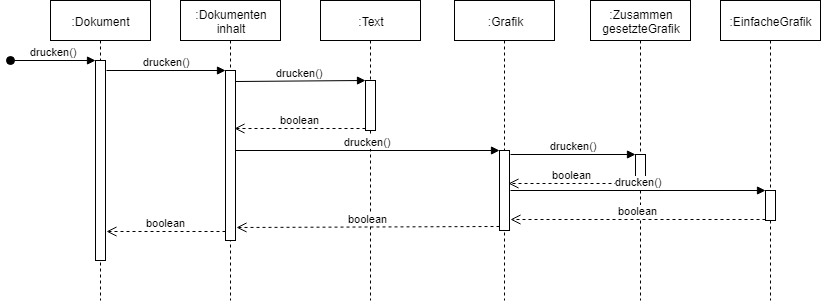 :Dokument
:Dokumenten
inhalt
:Text
:Grafik
:Zusammen
gesetzteGrafik
:EinfacheGrafik
drucken()
drucken()
drucken()
boolean
drucken()
drucken()
boolean
drucken()
boolean
boolean
boolean